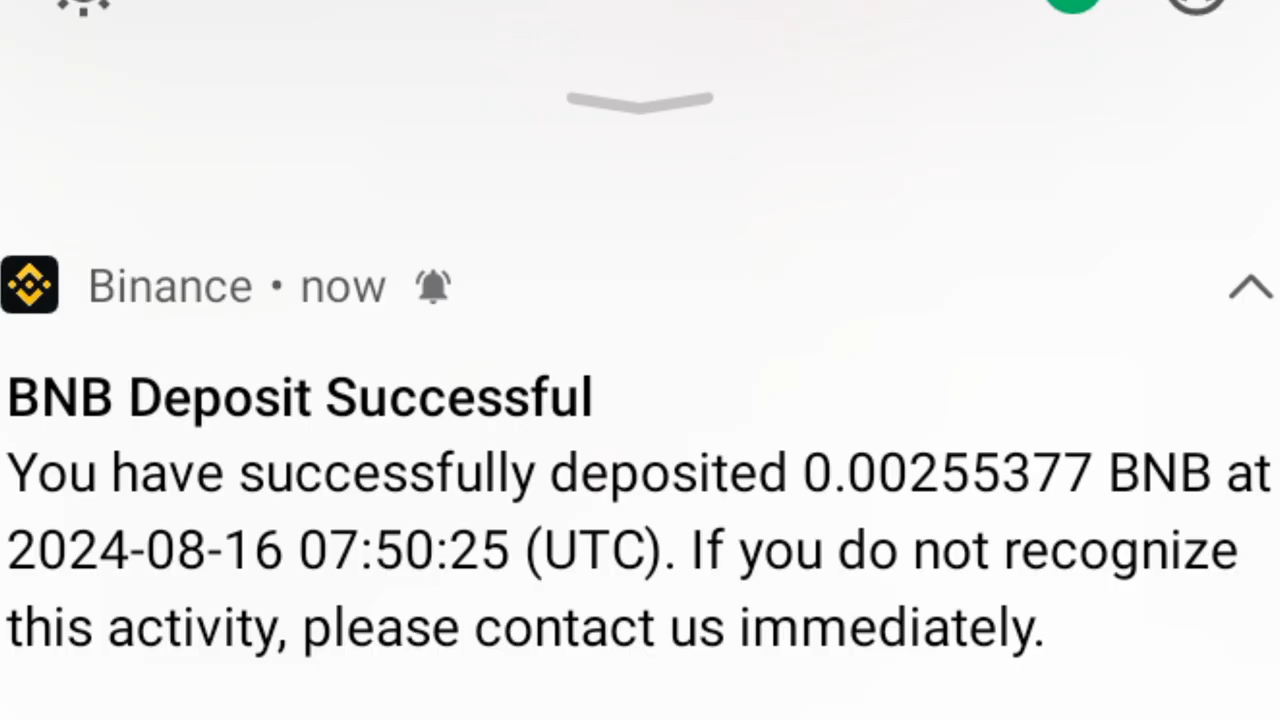 Binance • now
BNB Deposit Successful
You have successfully deposited 0.00255377 BNB at
2024-08-16 07:50:25 (UTC). If you do not recognize
this activity, please contact us immediately.